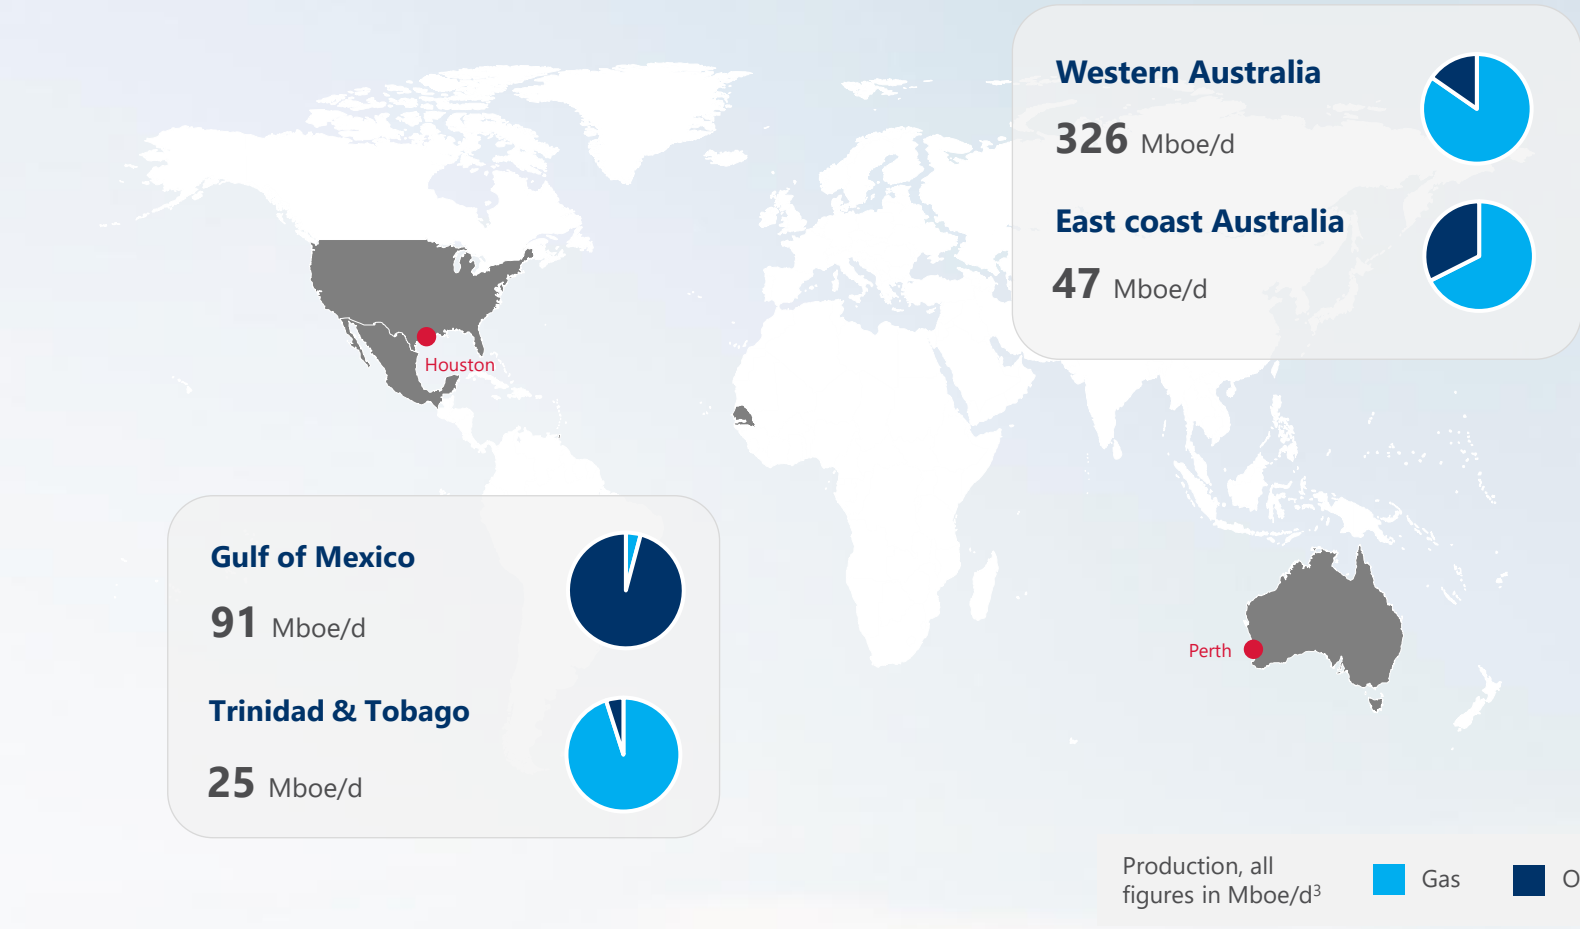 Western Australia
326 Mboe/d
East coast Australia
47 Mboe/d
Houston
Gulf of Mexico
91 Mboe/d
Trinidad & Tobago
25 Mboe/d
Perth
Production, all
figures in Mboe/d³
Gas